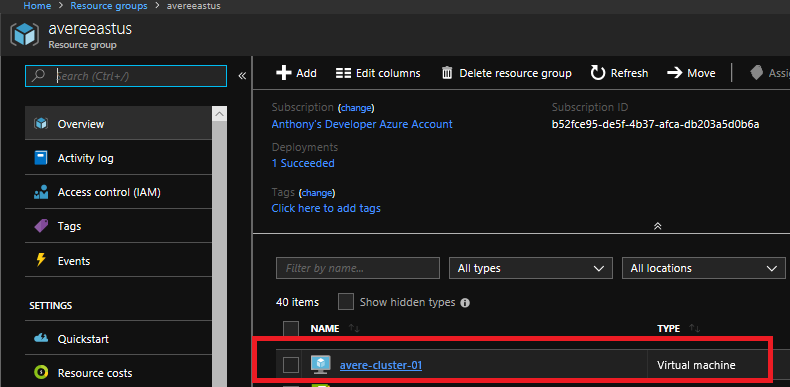 Home > Resource groups > avereeastus
avereeastus
Resource group
Search (Ctrl+/)
«
Overview
Activity log
Access control (IAM)
Tags
Events
SETTINGS
Quickstart
Resource costs
Add
Edit columns
Delete resource group
Refresh
Move
Subscription (change)
Anthony's Developer Azure Account
Subscription ID
b52fce95-de5f-4b37-afca-db203a5d0b6a
Deployments
1 Succeeded
Tags (change)
Click here to add tags
Filter by name...
All types
All locations
40 items
Show hidden types
NAME
TYPE
avere-cluster-01
Virtual machine